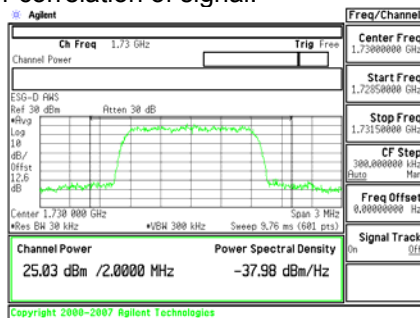 correlation of signal.
Agilent
Freq/Channel
Ch Freq 1.73 GHz Trig Free
Channel Power
Center Freq
1.73000000 GHz
Start Freq
1.72850000 GHz
Stop Freq
1.73150000 GHz
CF Step
300.000000 kHz
Auto Man
Freq Offset
0.00000000 Hz
Signal Track
On Off
ESG-D AWS
Ref 30 dBm Atten 30 dB
#Avg
Log
10
dB/
Offst
12.6
dB
Center 1.730 000 GHz Span 3 MHz
#Res BW 30 kHz #VBW 300 kHz Sweep 9.76 ms (601 pts)
Channel Power Power Spectral Density
25.03 dBm /2.0000 MHz -37.98 dBm/Hz
Copyright 2000-2007 Agilent Technologies